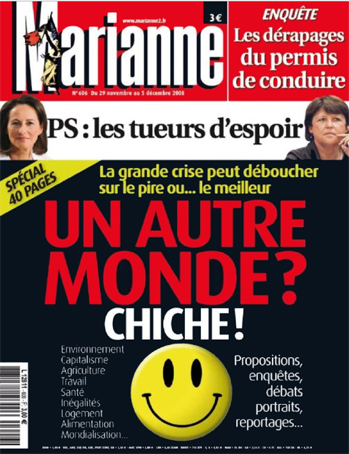 3€
www.marianne2.fr
Marianne
N° 606 Du 29 novembre au 5 décembre 2008
ENQUÊTE
Les dérapages
du permis
de conduire
PS : les tueurs d'espoir
SPÉCIAL
40 PAGES
La grande crise peut déboucher
sur le pire ou... le meilleur
UN AUTRE
MONDE ?
CHICHE !
Environnement
Capitalisme
Agriculture
Travail
Santé
Inégalités
Logement
Alimentation
Mondialisation...
Propositions,
enquêtes,
débats
portraits,
reportages...